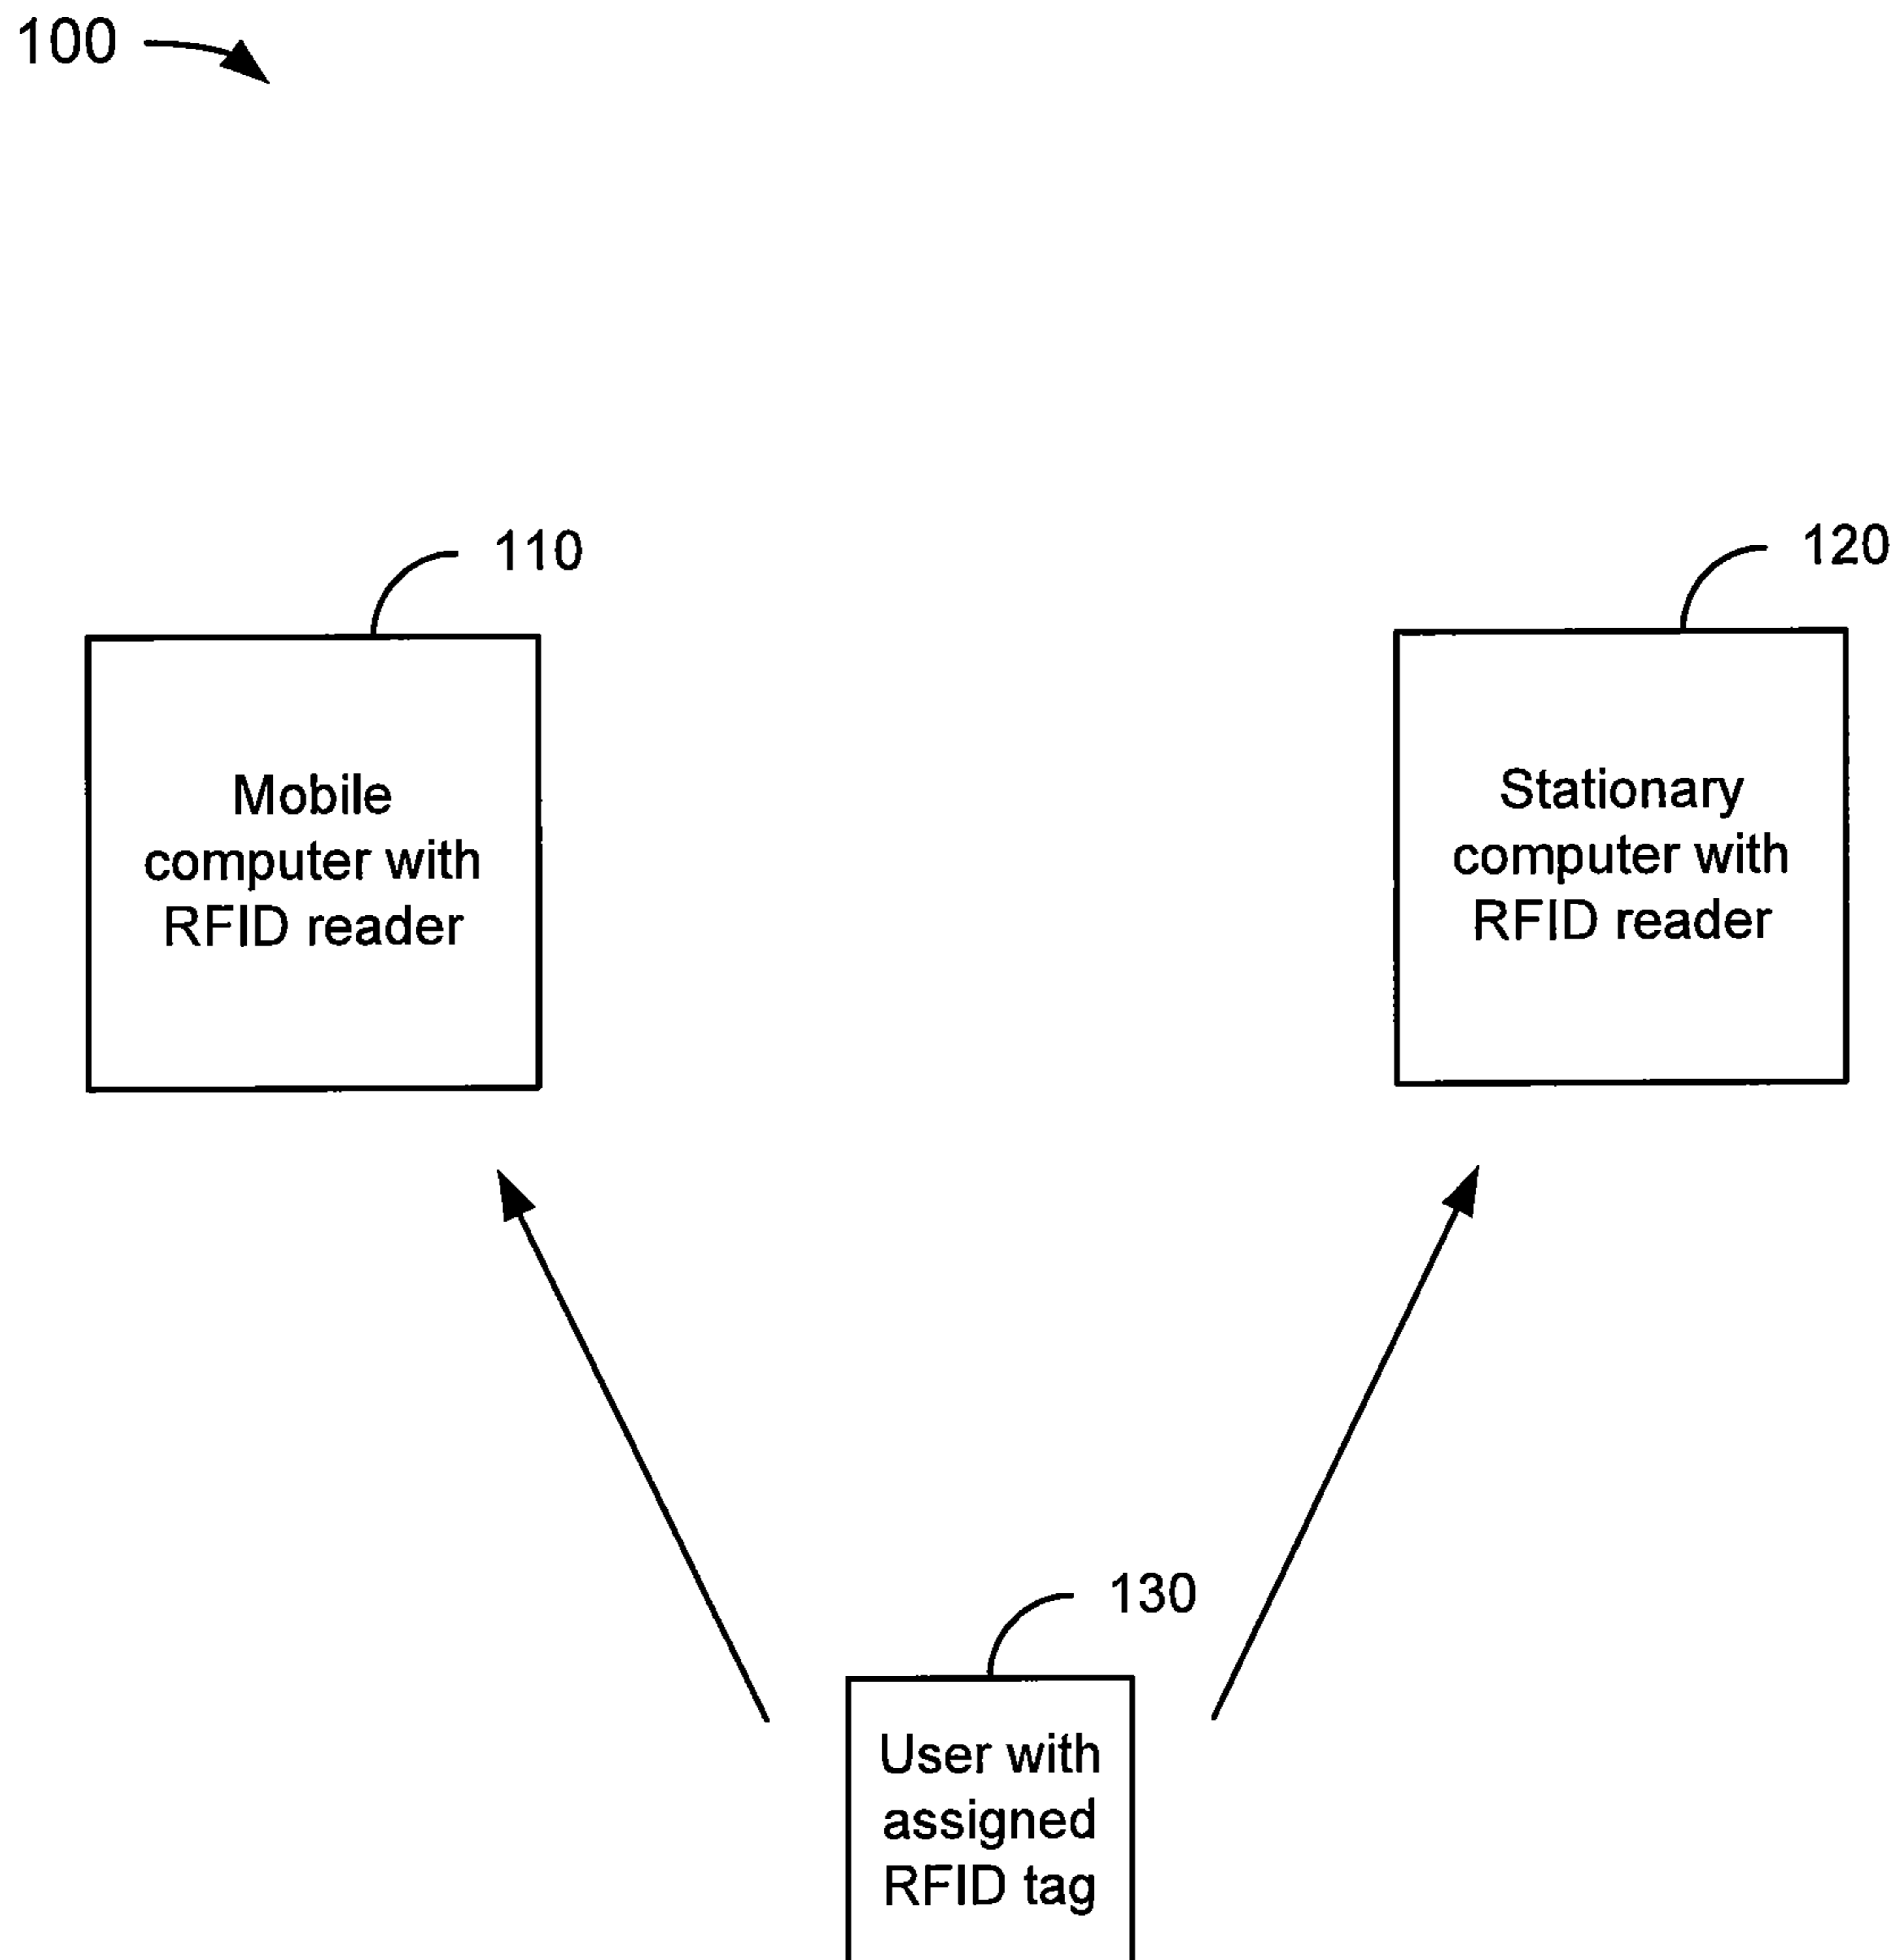 100
110
120
Mobile
computer with
RFID reader
Stationary
computer with
RFID reader
130
User with
assigned
RFID tag